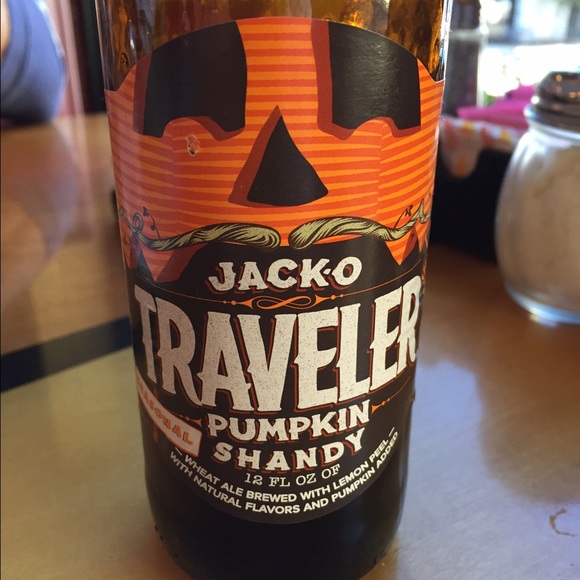 JACK-O
TRAVELER
SEASONAL
PUMPKIN
SHANDY
12 FL OZ OF
WHEAT ALE BREWED WITH LEMON PEEL
WITH NATURAL FLAVORS AND PUMPKIN ADDED